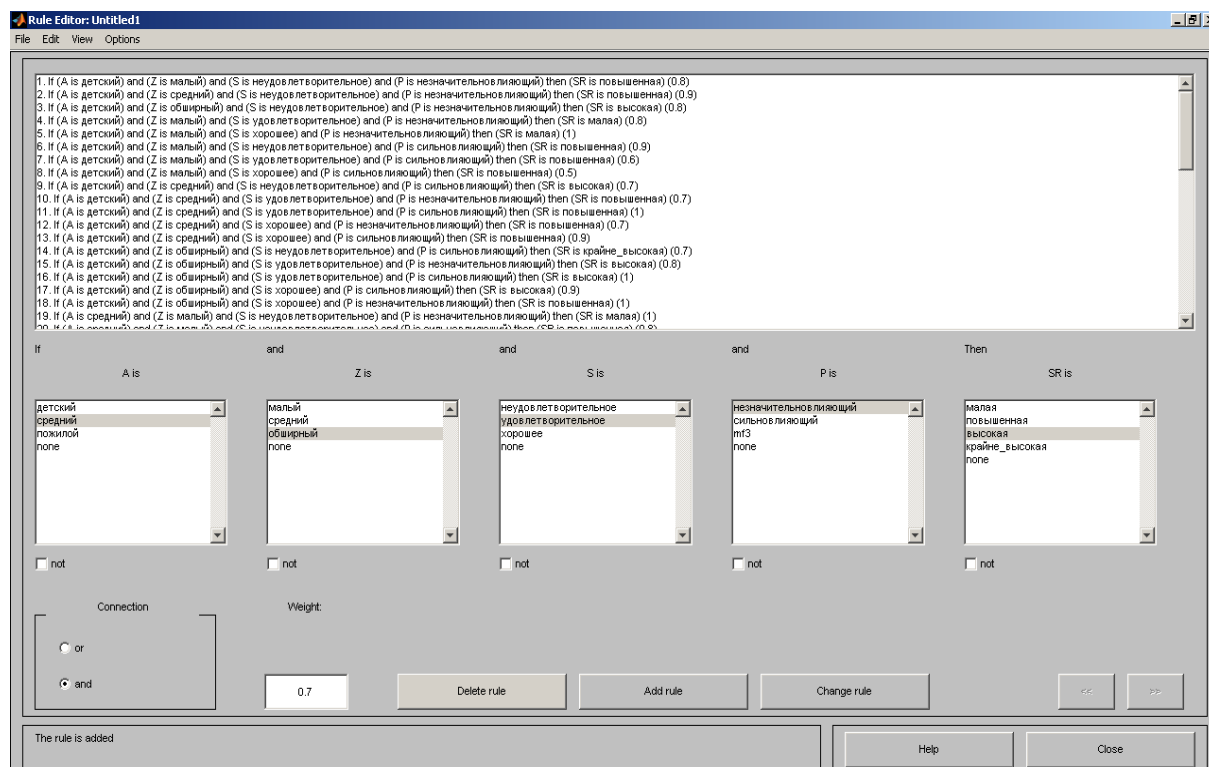 Rule Editor: Untitled1
File Edit View Options
1. If (A is детский) and (Z is малый) and (S is неудовлетворительное) and (P is незначительновлияющий) then (SR is повышенная) (0.8)
2. If (A is детский) and (Z is средний) and (S is неудовлетворительное) and (P is незначительновлияющий) then (SR is повышенная) (0.9)
3. If (A is детский) and (Z is обширный) and (S is неудовлетворительное) and (P is незначительновлияющий) then (SR is высокая) (0.8)
4. If (A is детский) and (Z is малый) and (S is удовлетворительное) and (P is незначительновлияющий) then (SR is малая) (0.8)
5. If (A is детский) and (Z is малый) and (S is хорошее) and (P is незначительновлияющий) then (SR is малая) (1)
6. If (A is детский) and (Z is малый) and (S is неудовлетворительное) and (P is сильновлияющий) then (SR is повышенная) (0.9)
7. If (A is детский) and (Z is малый) and (S is удовлетворительное) and (P is сильновлияющий) then (SR is повышенная) (0.6)
8. If (A is детский) and (Z is малый) and (S is хорошее) and (P is сильновлияющий) then (SR is повышенная) (0.5)
9. If (A is детский) and (Z is средний) and (S is неудовлетворительное) and (P is сильновлияющий) then (SR is высокая) (0.7)
10. If (A is детский) and (Z is средний) and (S is удовлетворительное) and (P is незначительновлияющий) then (SR is повышенная) (0.7)
11. If (A is детский) and (Z is средний) and (S is удовлетворительное) and (P is сильновлияющий) then (SR is повышенная) (1)
12. If (A is детский) and (Z is средний) and (S is хорошее) and (P is незначительновлияющий) then (SR is повышенная) (0.7)
13. If (A is детский) and (Z is средний) and (S is хорошее) and (P is сильновлияющий) then (SR is повышенная) (0.9)
14. If (A is детский) and (Z is обширный) and (S is неудовлетворительное) and (P is сильновлияющий) then (SR is крайне_высокая) (0.7)
15. If (A is детский) and (Z is обширный) and (S is удовлетворительное) and (P is незначительновлияющий) then (SR is высокая) (0.8)
16. If (A is детский) and (Z is обширный) and (S is удовлетворительное) and (P is сильновлияющий) then (SR is высокая) (1)
17. If (A is детский) and (Z is обширный) and (S is хорошее) and (P is сильновлияющий) then (SR is высокая) (0.9)
18. If (A is детский) and (Z is обширный) and (S is хорошее) and (P is незначительновлияющий) then (SR is повышенная) (1)
19. If (A is средний) and (Z is малый) and (S is неудовлетворительное) and (P is незначительновлияющий) then (SR is малая) (1)
20. If (A is средний) and (Z is малый) and (S is неудовлетворительное) and (P is сильновлияющий) then (SR is повышенная) (0.8)
If and and and Then
A is Z is S is P is SR is
детский
средний
пожилой
none
малый
средний
обширный
none
неудовлетворительное
удовлетворительное
хорошее
none
незначительновлияющий
сильновлияющий
mf3
none
малая
повышенная
высокая
крайне_высокая
none
not not not not not
Connection
or
and
Weight:
0.7
Delete rule Add rule Change rule << >>
The rule is added
Help Close